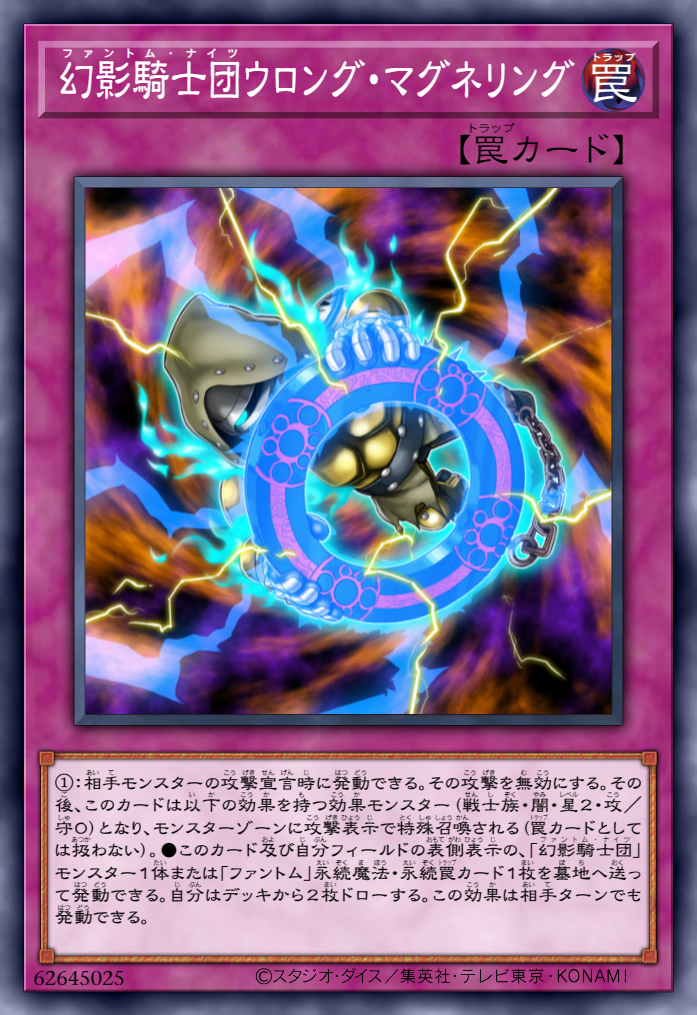 ファントム・ナイツ
幻影騎士団ウロング・マグネリング
トラップ
罠
トラップ
【罠カード】
①:相手モンスターの攻撃宣言時に発動できる。その攻撃を無効にする。その
後、このカードは以下の効果を持つ効果モンスター(戦士族・闇・星2・攻/
守0)となり、モンスターゾーンに攻撃表示で特殊召喚される(罠カードとして
は扱わない)。●このカード及び自分フィールドの表側表示の、「幻影騎士団」
モンスター1体または「ファントム」永続魔法・永続罠カード1枚を墓地へ送っ
て発動できる。自分はデッキから2枚ドローする。この効果は相手ターンでも
発動できる。
62645025
©スタジオ・ダイス/集英社・テレビ東京・KONAMI